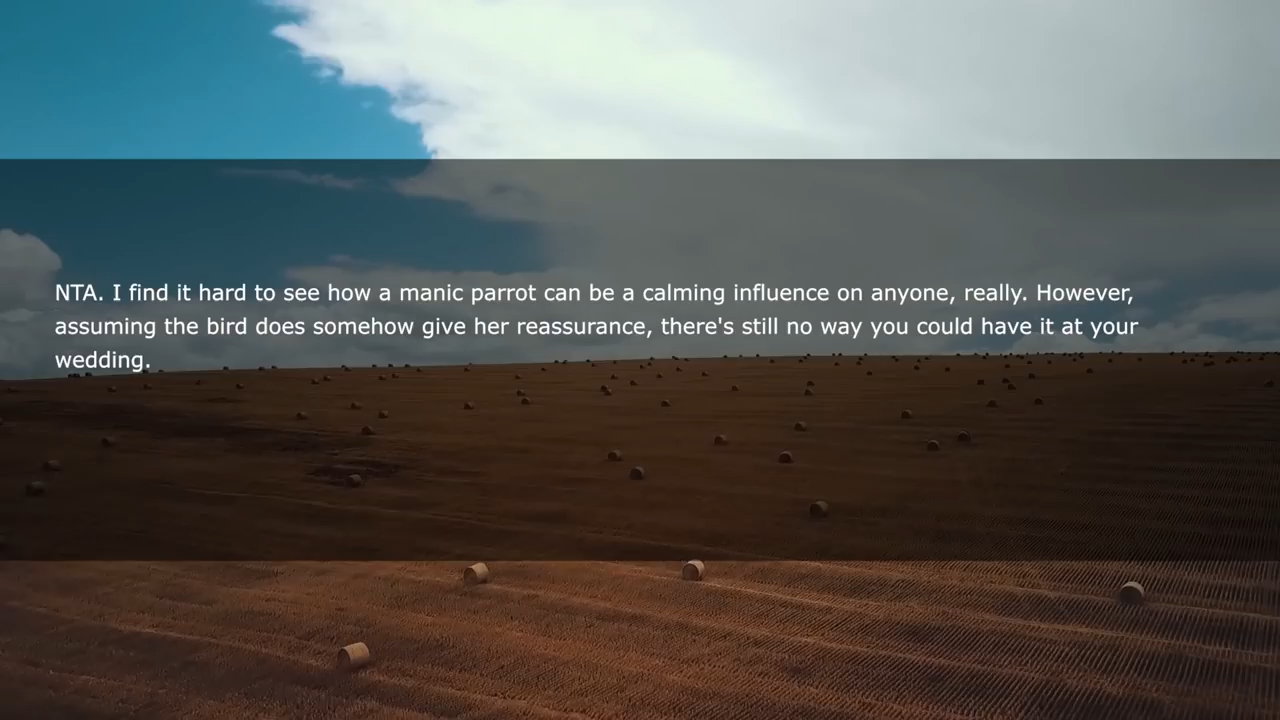 NTA. I find it hard to see how a manic parrot can be a calming influence on anyone, really. However,
assuming the bird does somehow give her reassurance, there's still no way you could have it at your
wedding.